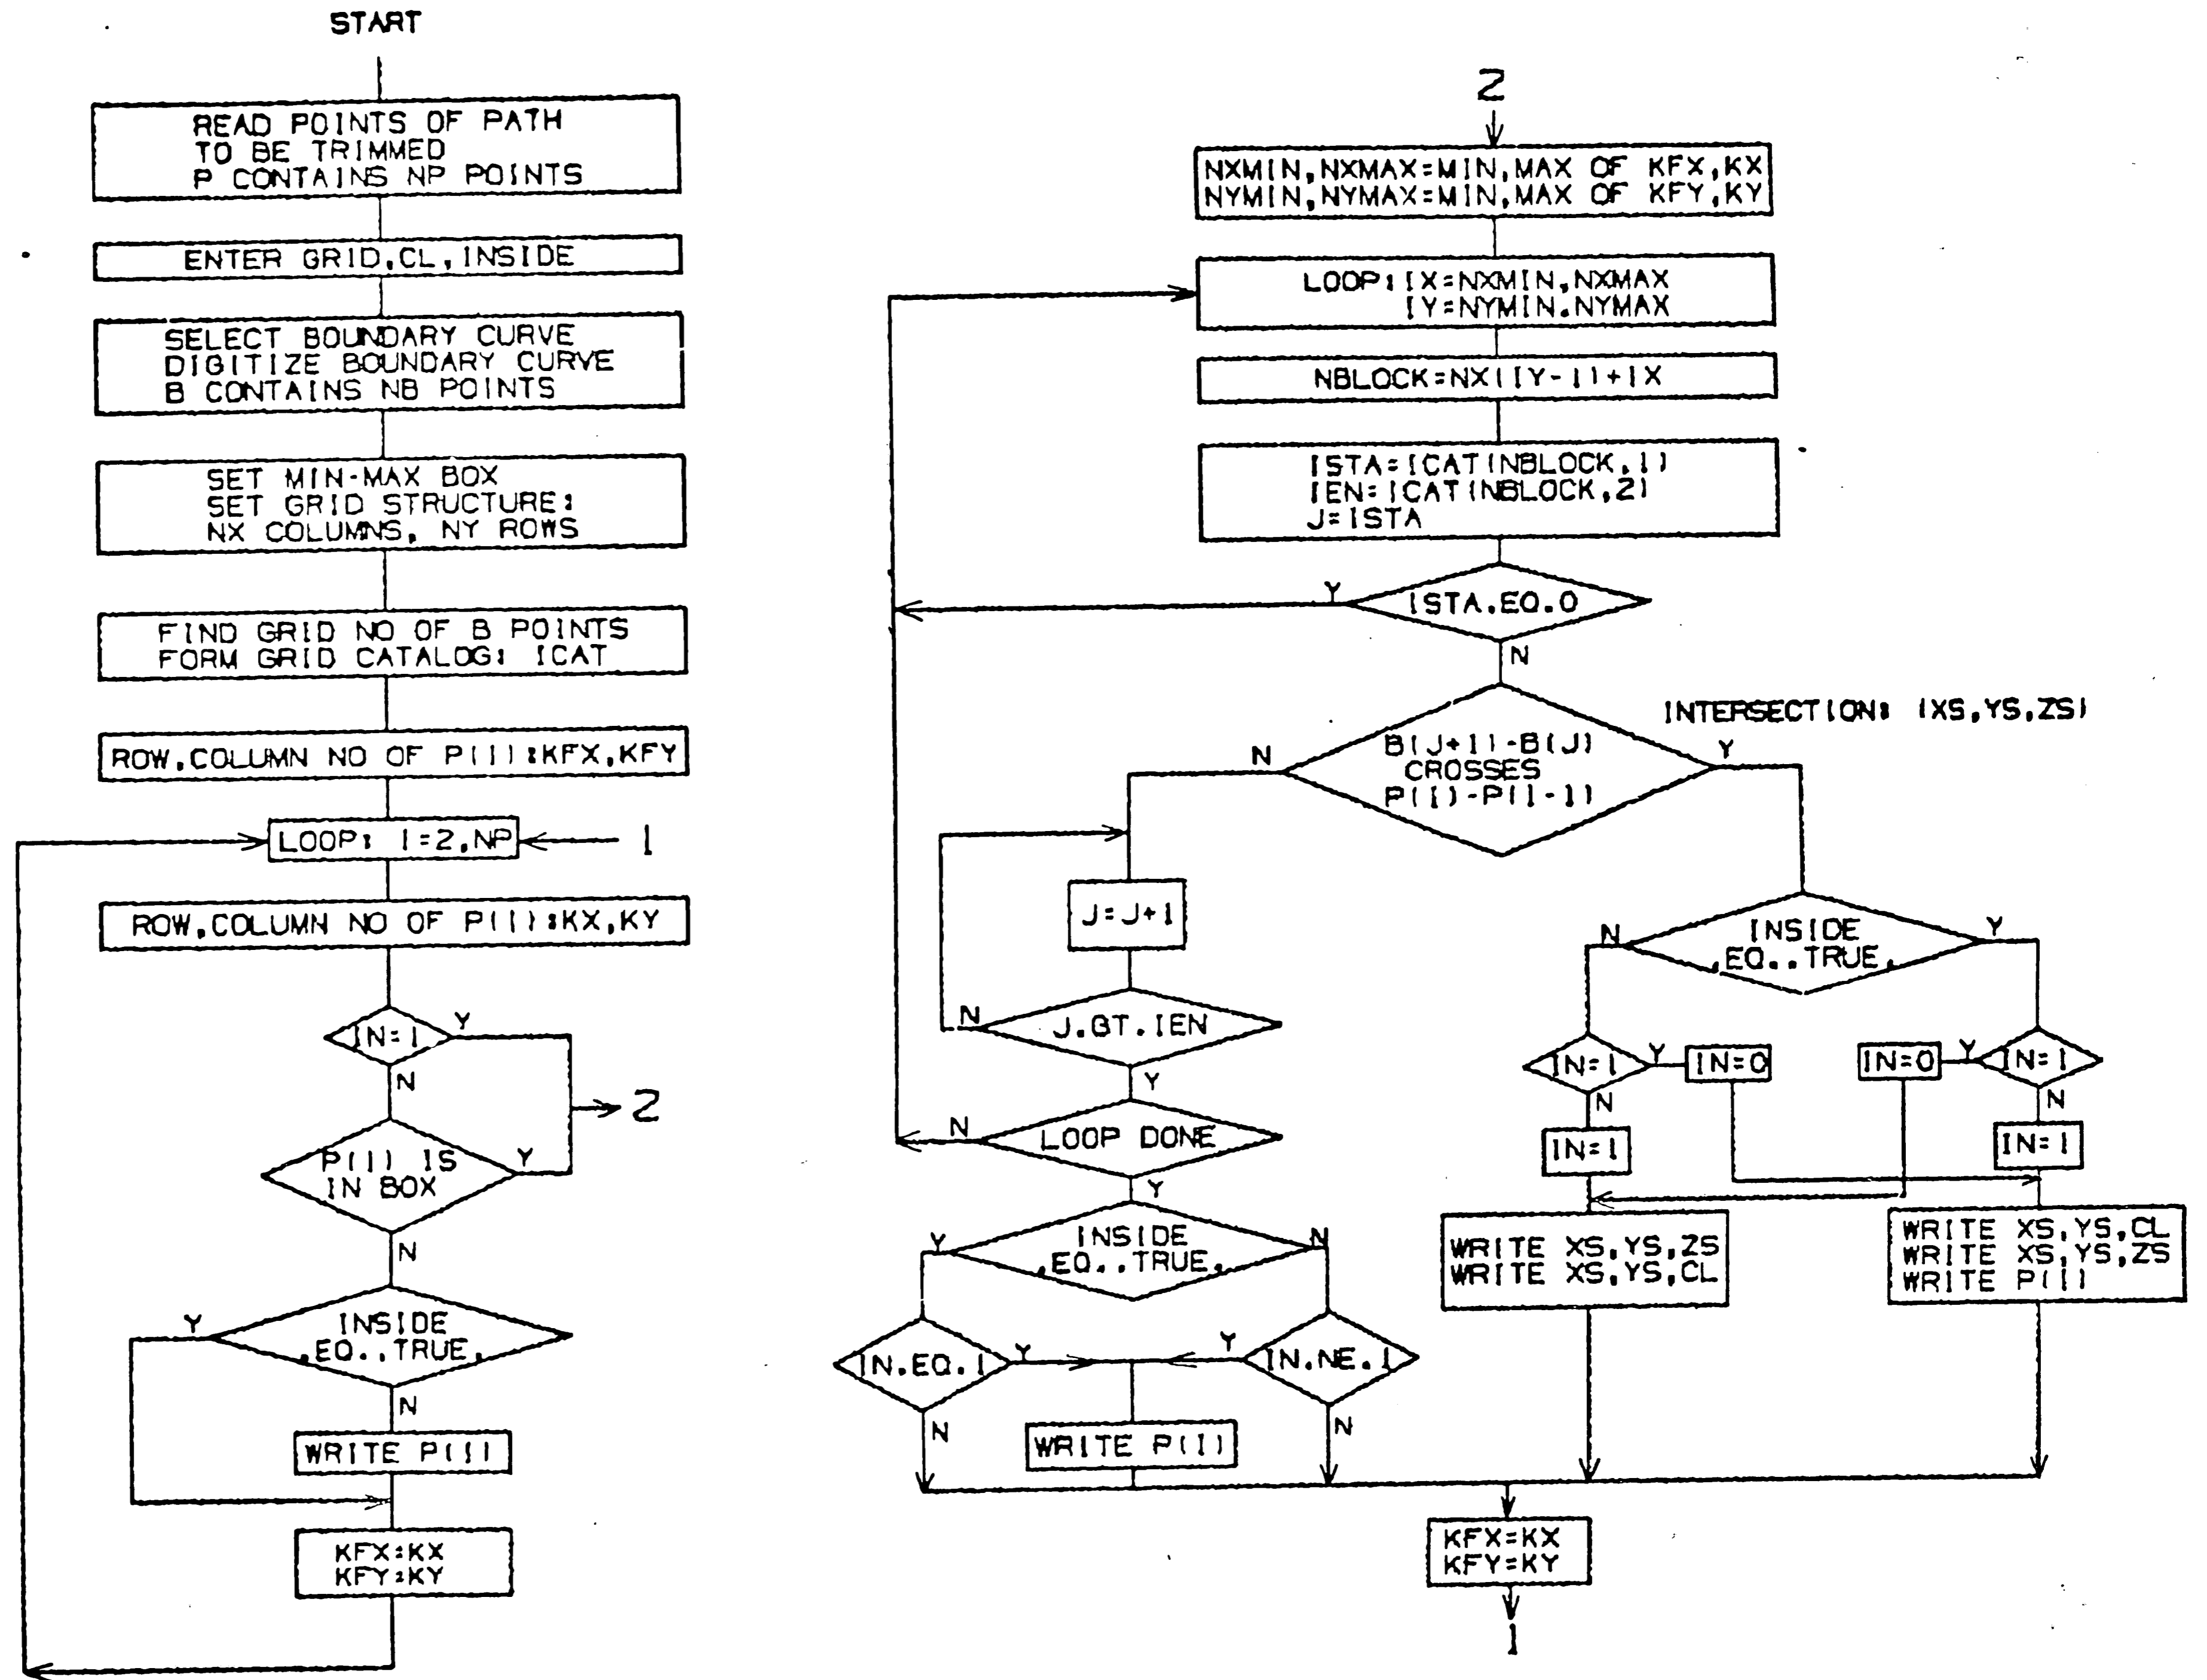 START
READ POINTS OF PATH
TO BE TRIMMED
P CONTAINS NP POINTS
ENTER GRID,CL,INSIDE
SELECT BOUNDARY CURVE
DIGITIZE BOUNDARY CURVE
B CONTAINS NB POINTS
SET MIN-MAX BOX
SET GRID STRUCTURE:
NX COLUMNS, NY ROWS
FIND GRID NO OF B POINTS
FORM GRID CATALOG: ICAT
ROW,COLUMN NO OF P(1):KFX,KFY
LOOP: I=2,NP
1
ROW,COLUMN NO OF P(I):KX,KY
IN=1
Y
N
2
P(I) IS
IN BOX
Y
N
INSIDE
.EQ..TRUE.
Y
N
WRITE P(I)
KFX=KX
KFY=KY
2
NXMIN,NXMAX=MIN,MAX OF KFX,KX
NYMIN,NYMAX=MIN,MAX OF KFY,KY
LOOP:IX=NXMIN,NXMAX
IY=NYMIN,NYMAX
NBLOCK=NX(IY-1)+IX
ISTA=ICAT(NBLOCK,1)
IEN=ICAT(NBLOCK,2)
J=ISTA
Y
ISTA.EQ.0
N
INTERSECTION: (XS,YS,ZS)
N
B(J+1)-B(J)
CROSSES
P(I)-P(I-1)
Y
J=J+1
N
J.GT.IEN
Y
N
LOOP DONE
Y
Y
INSIDE
.EQ..TRUE.
N
IN.EQ.1
Y
N
Y
IN.NE.1
N
WRITE P(I)
N
INSIDE
.EQ..TRUE.
Y
IN=1
Y
IN=0
N
IN=1
IN=0
Y
IN=1
N
IN=1
WRITE XS,YS,ZS
WRITE XS,YS,CL
WRITE XS,YS,CL
WRITE XS,YS,ZS
WRITE P(I)
KFX=KX
KFY=KY
1